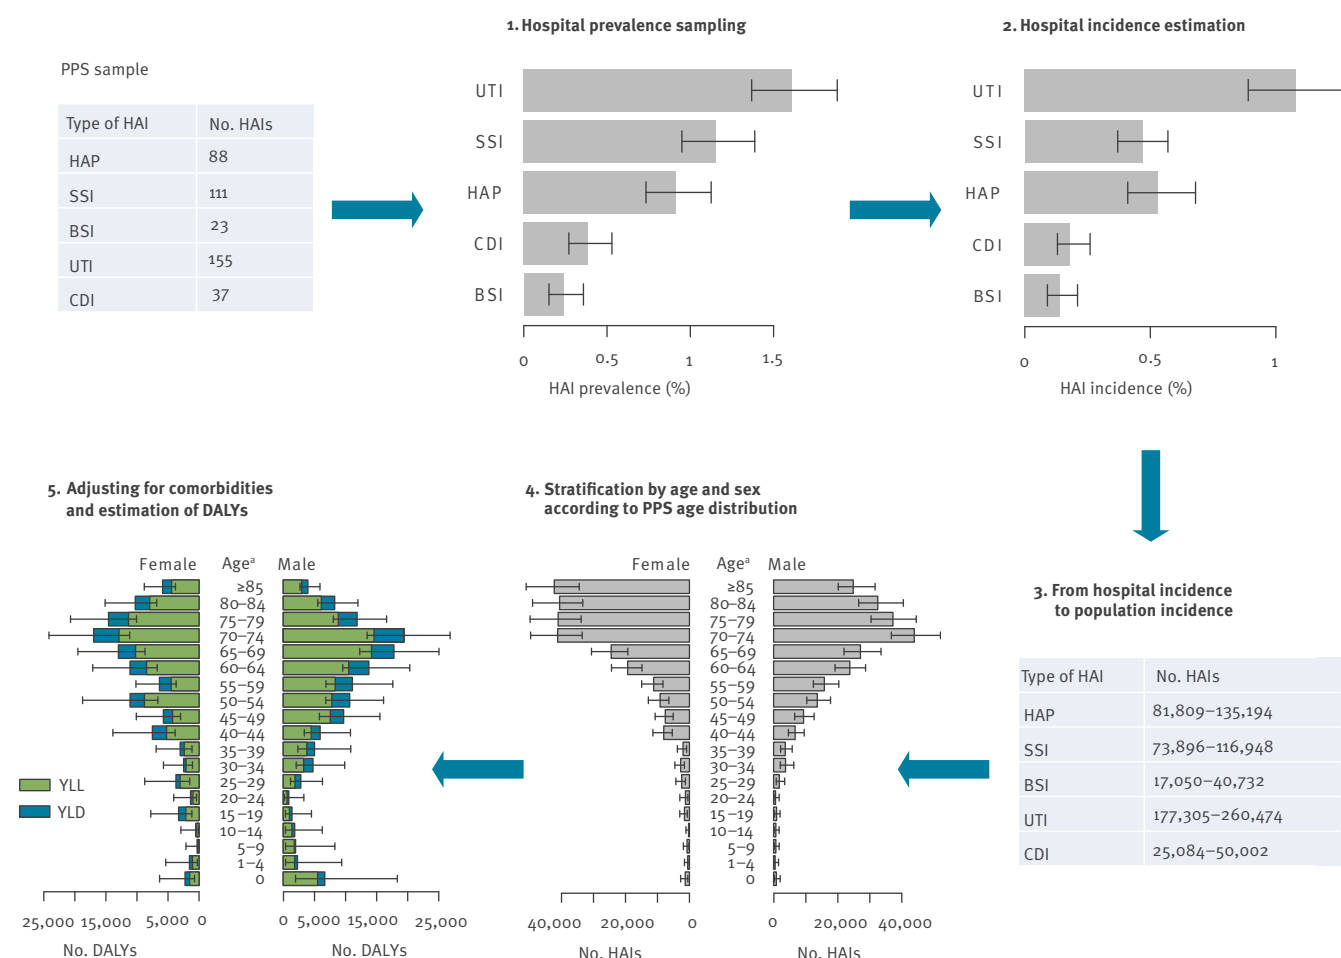 PPS sample
Type of HAI No. HAIs
HAP 88
SSI 111
BSI 23
UTI 155
CDI 37
1. Hospital prevalence sampling
UTI
SSI
HAP
CDI
BSI
0 0.5 1 1.5
HAI prevalence (%)
2. Hospital incidence estimation
UTI
SSI
HAP
CDI
BSI
0 0.5 1
HAI incidence (%)
3. From hospital incidence
to population incidence
Type of HAI No. HAIs
HAP 81,809–135,194
SSI 73,896–116,948
BSI 17,050–40,732
UTI 177,305–260,474
CDI 25,084–50,002
4. Stratification by age and sex
according to PPS age distribution
Female Ageª Male
≥85
80–84
75–79
70–74
65–69
60–64
55–59
50–54
45–49
40–44
35–39
30–34
25–29
20–24
15–19
10–14
5–9
1–4
0
40,000 20,000 0 0 20,000 40,000
No. HAIs No. HAIs
5. Adjusting for comorbidities
and estimation of DALYs
Female Ageª Male
≥85
80–84
75–79
70–74
65–69
60–64
55–59
50–54
45–49
40–44
35–39
30–34
25–29
20–24
15–19
10–14
5–9
1–4
0
YLL
YLD
25,000 15,000 5,000 0 0 5,000 15,000 25,000
No. DALYs No. DALYs